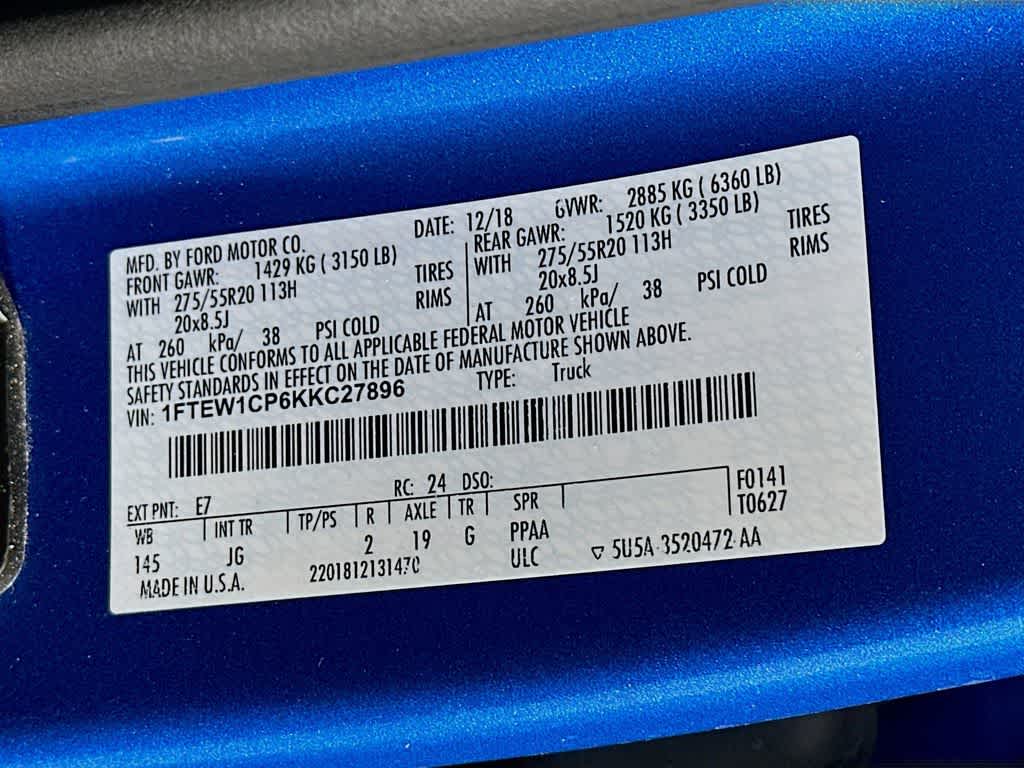 MFD. BY FORD MOTOR CO. DATE: 12/18 GVWR: 2885 KG ( 6360 LB)
FRONT GAWR: 1429 KG ( 3150 LB) REAR GAWR: 1520 KG ( 3350 LB)
WITH 275/55R20 113H TIRES WITH 275/55R20 113H TIRES
20x8.5J RIMS 20x8.5J RIMS
AT 260 kPa/ 38 PSI COLD AT 260 kPa/ 38 PSI COLD
THIS VEHICLE CONFORMS TO ALL APPLICABLE FEDERAL MOTOR VEHICLE
SAFETY STANDARDS IN EFFECT ON THE DATE OF MANUFACTURE SHOWN ABOVE.
VIN: 1FTEW1CP6KKC27896 TYPE: Truck
EXT PNT: E7 RC: 24 DSO: F0141
WB INT TR TP/PS R AXLE TR SPR T0627
145 JG 2 19 G PPAA
MADE IN U.S.A. 2201812131470 ULC ▽ 5U5A-3520472-AA